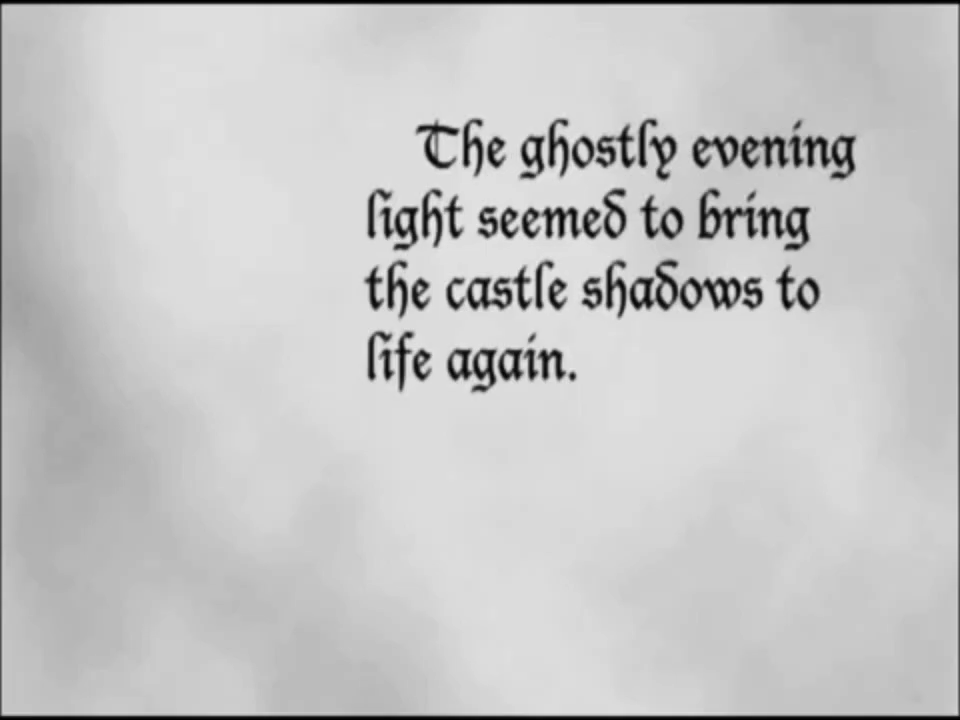 The ghostly evening
light seemed to bring
the castle shadows to
life again.